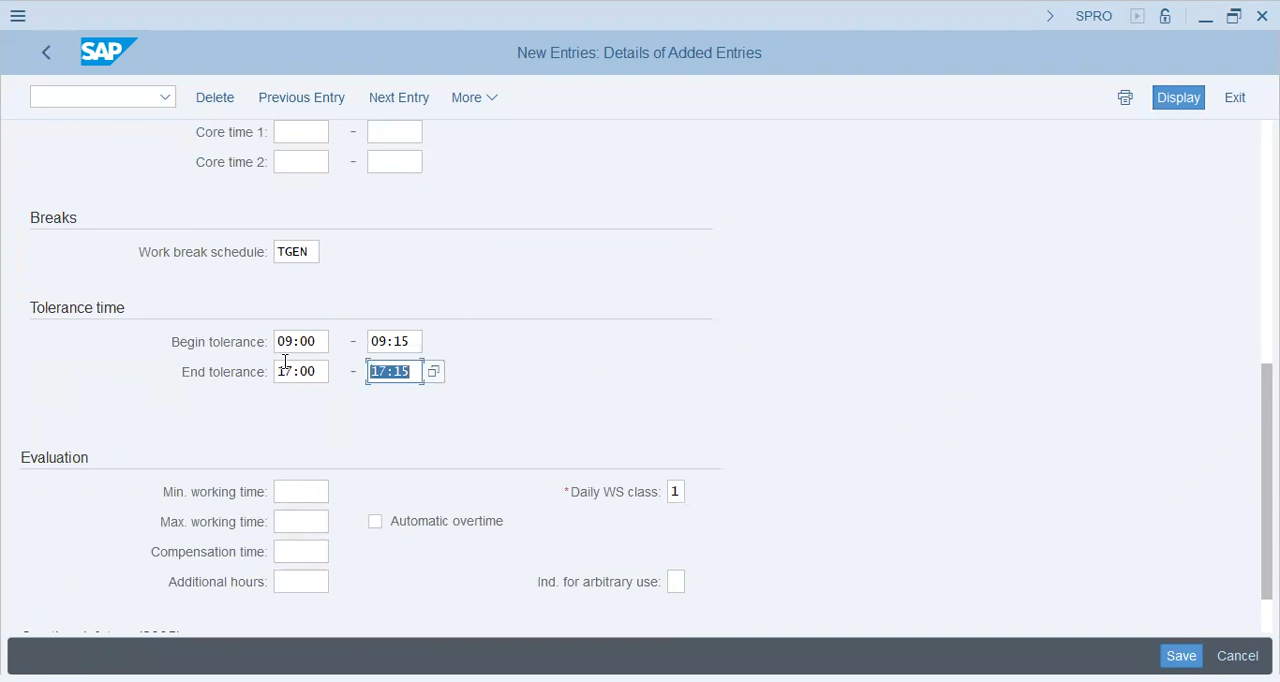 SPRO
SAP
New Entries: Details of Added Entries
Delete Previous Entry Next Entry More Display Exit
Core time 1: -
Core time 2: -
Breaks
Work break schedule: TGEN
Tolerance time
Begin tolerance: 09:00 - 09:15
End tolerance: 17:00 - 17:15
Evaluation
Min. working time: *Daily WS class: 1
Max. working time: Automatic overtime
Compensation time:
Additional hours: Ind. for arbitrary use:
Save Cancel